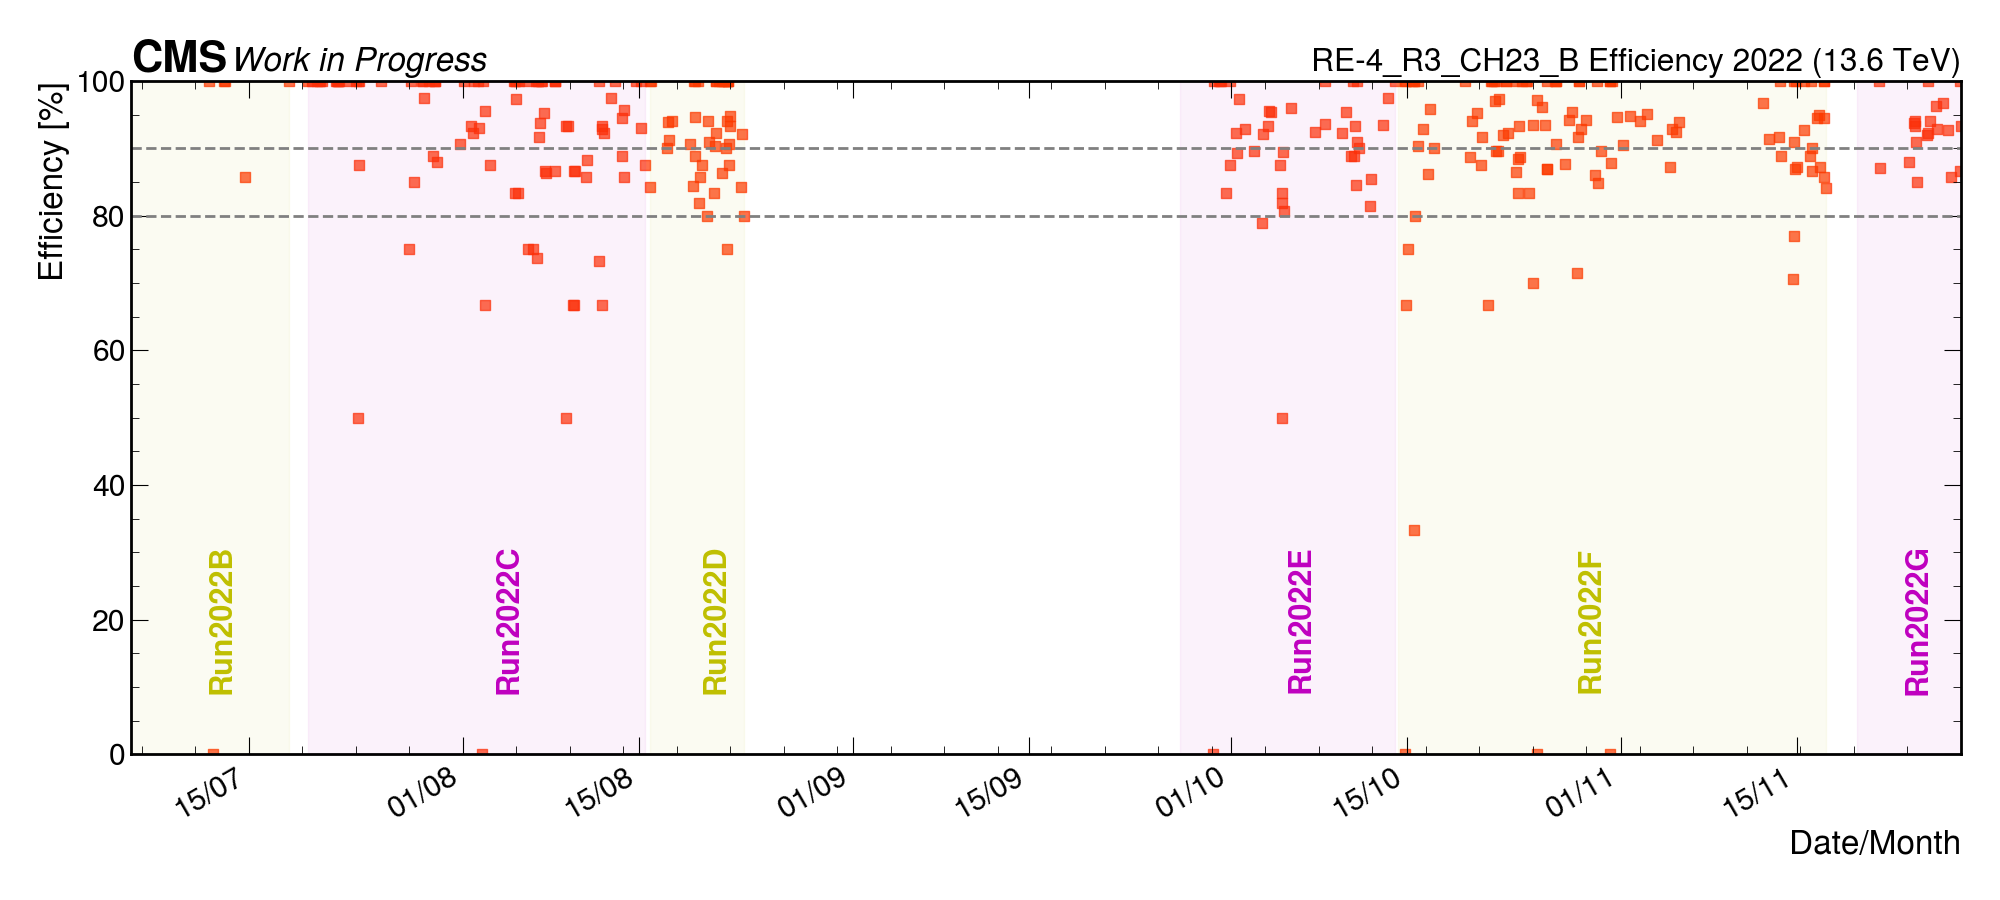 CMS Work in Progress
RE-4_R3_CH23_B Efficiency 2022 (13.6 TeV)
Efficiency [%]
100
80
60
40
20
0
Run2022B
Run2022C
Run2022D
Run2022E
Run2022F
Run2022G
15/07
01/08
15/08
01/09
15/09
01/10
15/10
01/11
15/11
Date/Month